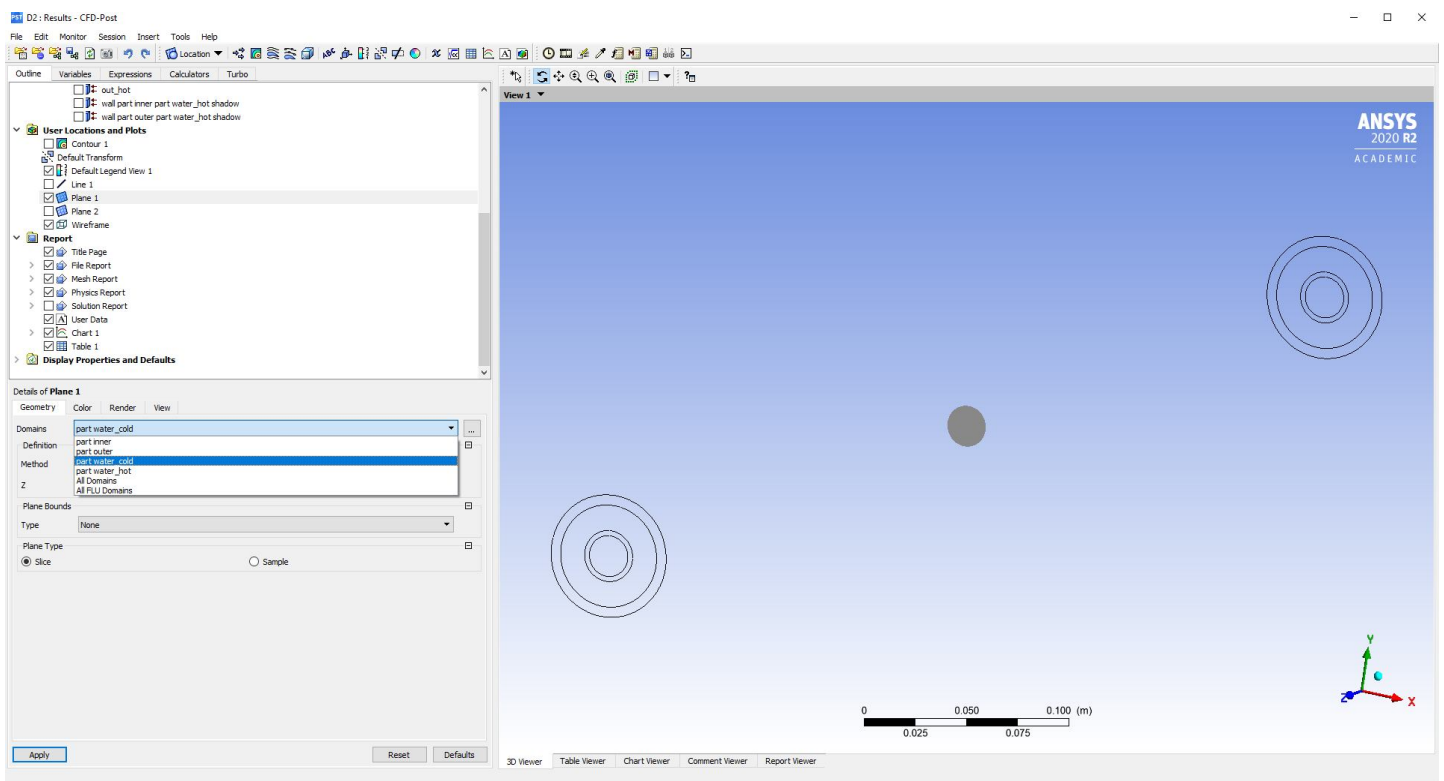 PST D2 : Results - CFD-Post
File Edit Monitor Session Insert Tools Help
Location
Outline Variables Expressions Calculators Turbo
out_hot
wall part inner part water_hot shadow
wall part outer part water_hot shadow
User Locations and Plots
Contour 1
Default Transform
Default Legend View 1
Line 1
Plane 1
Plane 2
Wireframe
Report
Title Page
File Report
Mesh Report
Physics Report
Solution Report
User Data
Chart 1
Table 1
Display Properties and Defaults
Details of Plane 1
Geometry Color Render View
Domains part water_cold ...
part inner
Definition
part outer
Method
part water_cold
part water_hot
Z
All Domains
All FLU Domains
Plane Bounds
Type None
Plane Type
Slice Sample
Apply Reset Defaults
View 1
ANSYS
2020 R2
ACADEMIC
Y
Z X
0 0.050 0.100 (m)
0.025 0.075
3D Viewer Table Viewer Chart Viewer Comment Viewer Report Viewer